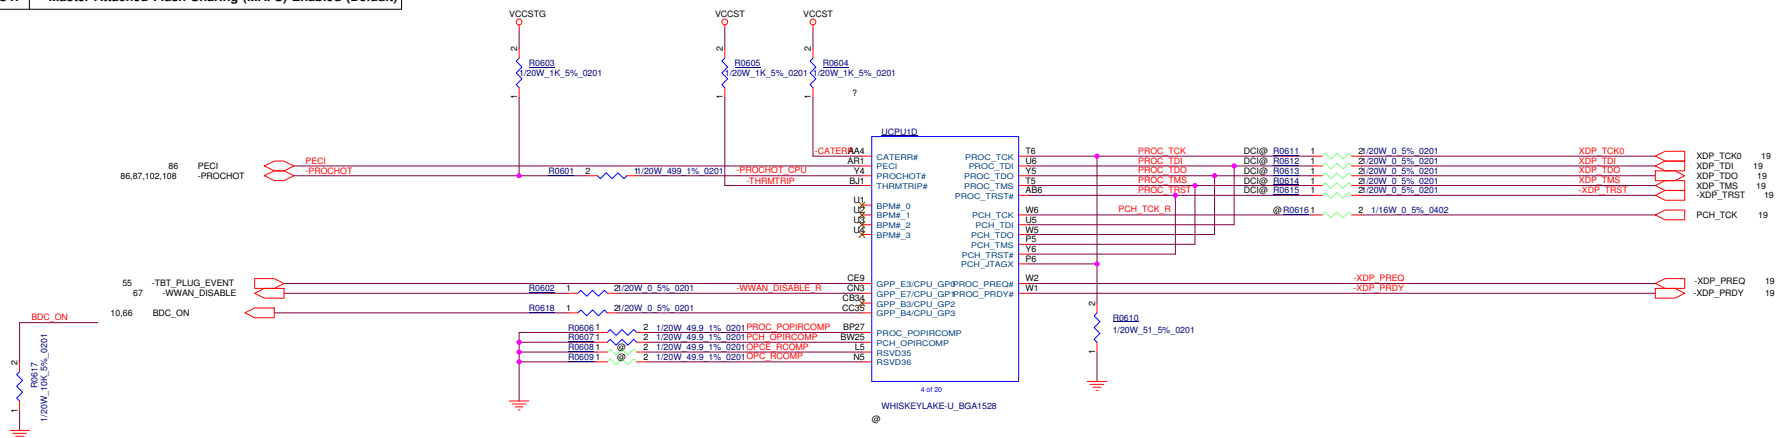 Master Attached Flash Sharing (MAFS) Enabled (Default)
VCCSTG
VCCST
VCCST
2
2
2
R0603
1/20W_1K_5%_0201
R0605
1/20W_1K_5%_0201
R0604
1/20W_1K_5%_0201
1
1
1
?
UCPU1D
86 PECI
PECI
86,87,102,108 -PROCHOT
-PROCHOT
R0601 2 1 1/20W_499_1%_0201
-CATERR
-PROCHOT_CPU
-THRMTRIP
AA4 CATERR#
AR1 PECI
Y4 PROCHOT#
BJ1 THRMTRIP#
U1 BPM#_0
U2 BPM#_1
U3 BPM#_2
U4 BPM#_3
PROC_TCK T6 PROC_TCK DCI@ R0611 1 2 1/20W_0_5%_0201 XDP_TCK0 XDP_TCK0 19
PROC_TDI U6 PROC_TDI DCI@ R0612 1 2 1/20W_0_5%_0201 XDP_TDI XDP_TDI 19
PROC_TDO Y5 PROC_TDO DCI@ R0613 1 2 1/20W_0_5%_0201 XDP_TDO XDP_TDO 19
PROC_TMS T5 PROC_TMS DCI@ R0614 1 2 1/20W_0_5%_0201 XDP_TMS XDP_TMS 19
PROC_TRST# AB6 PROC_TRST DCI@ R0615 1 2 1/20W_0_5%_0201 -XDP_TRST -XDP_TRST 19
PCH_TCK W6 PCH_TCK_R @ R0616 1 2 1/16W_0_5%_0402 PCH_TCK 19
PCH_TDI U5
PCH_TDO W5
PCH_TMS P5
PCH_TRST# Y6
PCH_JTAGX P6
55 -TBT_PLUG_EVENT
67 -WWAN_DISABLE
R0602 1 2 1/20W_0_5%_0201 -WWAN_DISABLE_R
10,66 BDC_ON
R0618 1 2 1/20W_0_5%_0201
CE9 GPP_E3/CPU_GP0
CN3 GPP_E7/CPU_GP1
CB34 GPP_B3/CPU_GP2
CC35 GPP_B4/CPU_GP3
PROC_PREQ# W2 -XDP_PREQ -XDP_PREQ 19
PROC_PRDY# W1 -XDP_PRDY -XDP_PRDY 19
BDC_ON
2
R0617
1/20W_10K_5%_0201
1
R0606 1 2 1/20W_49.9_1%_0201 PROC_POPIRCOMP BP27 PROC_POPIRCOMP
R0607 1 2 1/20W_49.9_1%_0201 PCH_OPIRCOMP BW25 PCH_OPIRCOMP
R0608 1 @ 2 1/20W_49.9_1%_0201 OPCE_RCOMP L5 RSVD35
R0609 1 @ 2 1/20W_49.9_1%_0201 OPC_RCOMP N5 RSVD36
2
R0610
1/20W_51_5%_0201
1
4 of 20
WHISKEYLAKE-U_BGA1528
@